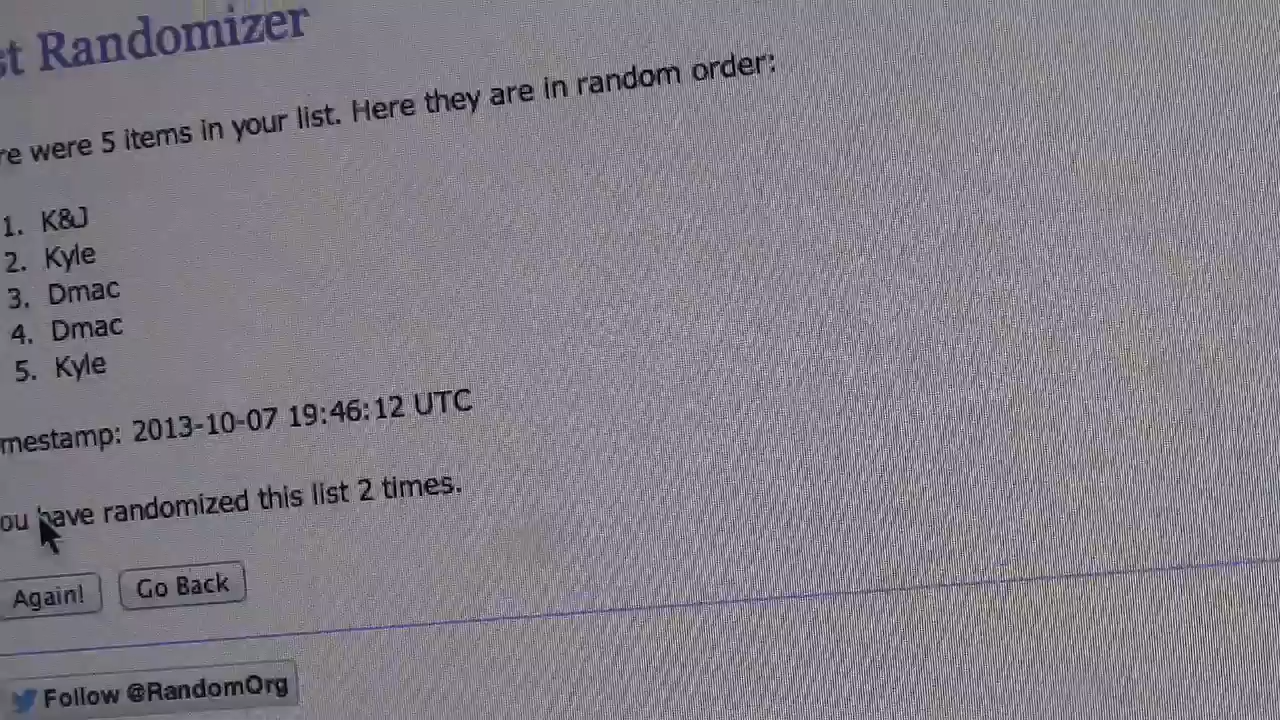 st Randomizer
re were 5 items in your list. Here they are in random order:
1. K&J
2. Kyle
3. Dmac
4. Dmac
5. Kyle
mestamp: 2013-10-07 19:46:12 UTC
ou have randomized this list 2 times.
Again! Go Back
Follow @RandomOrg